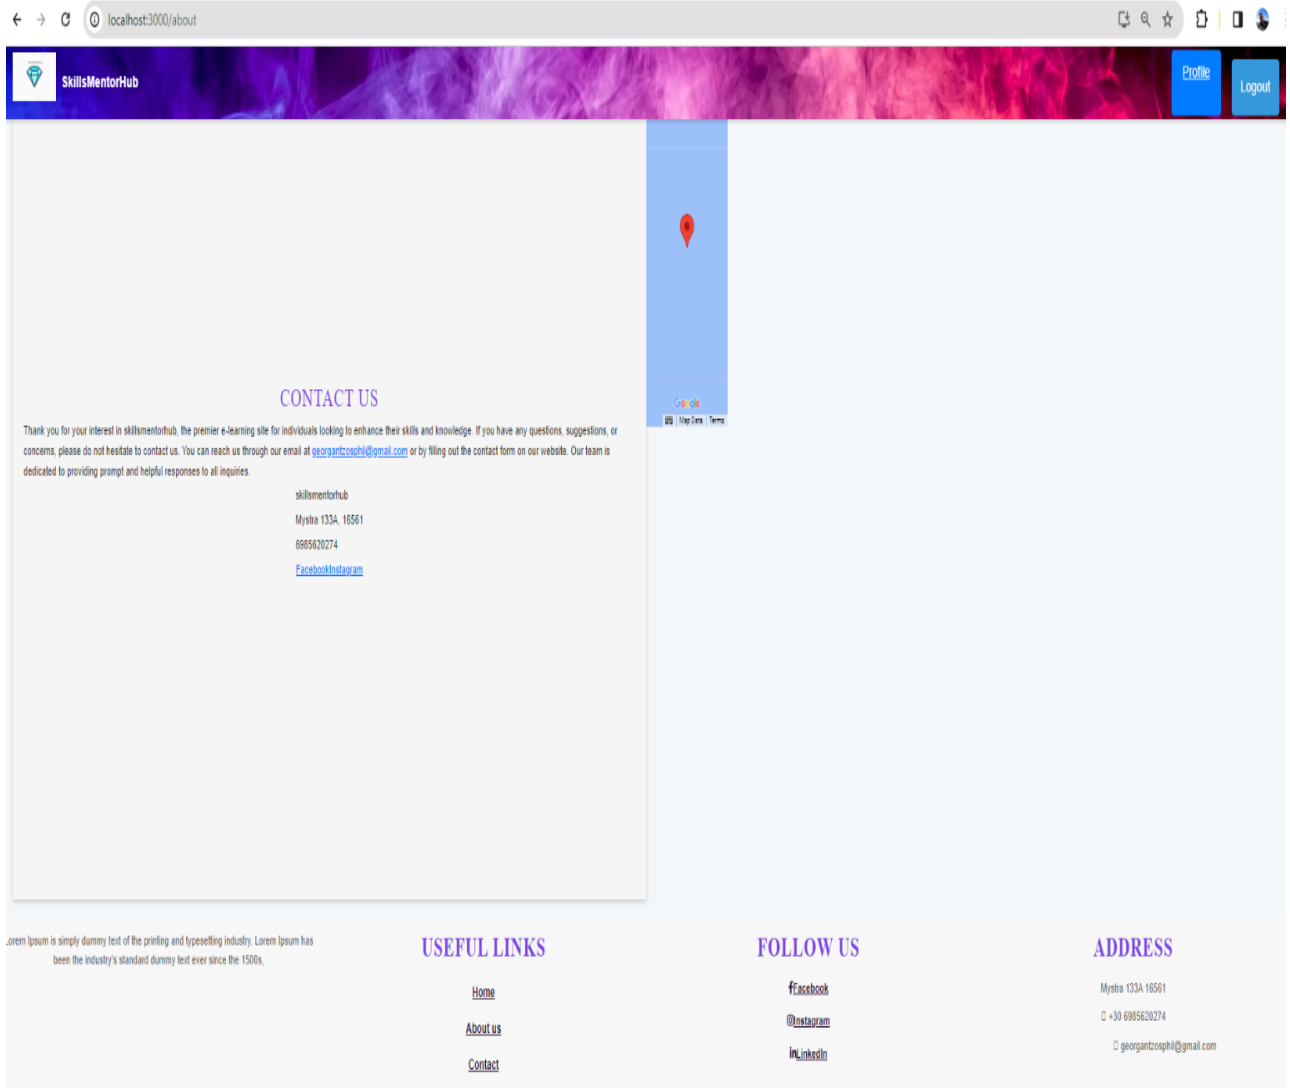 localhost:3000/about
SkillsMentorHub
Profile
Logout
Google
Map Data Terms
CONTACT US
Thank you for your interest in skillsmentorhub, the premier e-learning site for individuals looking to enhance their skills and knowledge. If you have any questions, suggestions, or
concerns, please do not hesitate to contact us. You can reach us through our email at georgantzosphil@gmail.com or by filling out the contact form on our website. Our team is
dedicated to providing prompt and helpful responses to all inquiries.
skillsmentorhub
Mystra 133A, 16561
6985620274
FacebookInstagram
Lorem Ipsum is simply dummy text of the printing and typesetting industry. Lorem Ipsum has
been the industry's standard dummy text ever since the 1500s,
USEFUL LINKS
Home
About us
Contact
FOLLOW US
Facebook
Instagram
LinkedIn
ADDRESS
Mystra 133A 16561
+30 6985620274
georgantzosphil@gmail.com